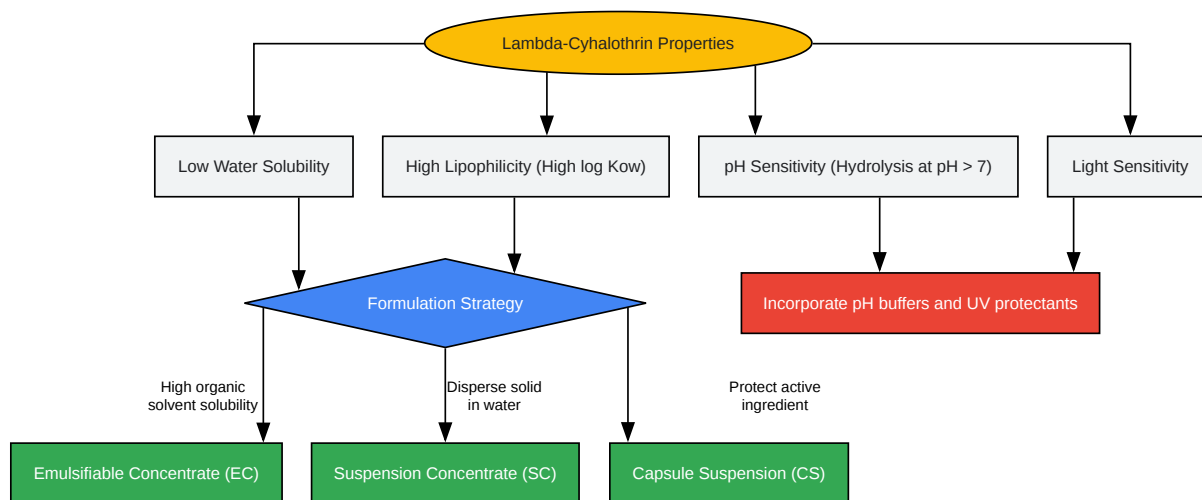 Lambda-Cyhalothrin Properties
Low Water Solubility
High Lipophilicity (High log Kow)
pH Sensitivity (Hydrolysis at pH > 7)
Light Sensitivity
Formulation Strategy
Incorporate pH buffers and UV protectants
High organic
solvent solubility
Disperse solid
in water
Protect active
ingredient
Emulsifiable Concentrate (EC)
Suspension Concentrate (SC)
Capsule Suspension (CS)